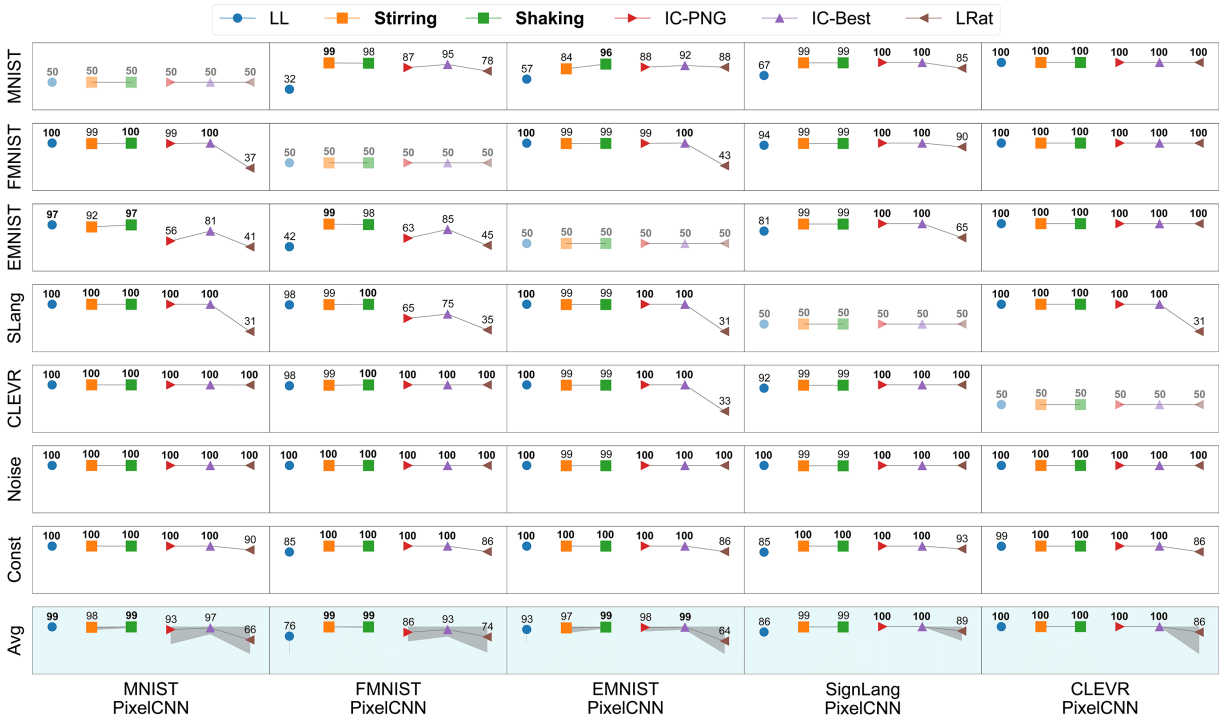 LL Stirring Shaking IC-PNG IC-Best LRat
MNIST
50 50 50 50 50 50
32 99 98 87 95 78
57 84 96 88 92 88
67 99 99 100 100 85
100 100 100 100 100 100
FMNIST
100 99 100 99 100 37
50 50 50 50 50 50
100 99 99 99 100 43
94 99 99 100 100 90
100 100 100 100 100 100
EMNIST
97 92 97 56 81 41
42 99 98 63 85 45
50 50 50 50 50 50
81 99 99 100 100 65
100 100 100 100 100 100
SLang
100 100 100 100 100 31
98 99 100 65 75 35
100 99 99 100 100 31
50 50 50 50 50 50
100 100 100 100 100 31
CLEVR
100 100 100 100 100 100
98 99 100 100 100 100
100 99 99 100 100 33
92 99 99 100 100 100
50 50 50 50 50 50
Noise
100 100 100 100 100 100
100 100 100 100 100 100
100 99 99 100 100 100
100 99 99 100 100 100
100 100 100 100 100 100
Const
100 100 100 100 100 90
85 100 100 100 100 86
100 100 100 100 100 86
85 100 100 100 100 93
99 100 100 100 100 86
Avg
99 98 99 93 97 66
76 99 99 86 93 74
93 97 99 98 99 64
86 99 99 100 100 89
100 100 100 100 100 86
MNIST
PixelCNN
FMNIST
PixelCNN
EMNIST
PixelCNN
SignLang
PixelCNN
CLEVR
PixelCNN